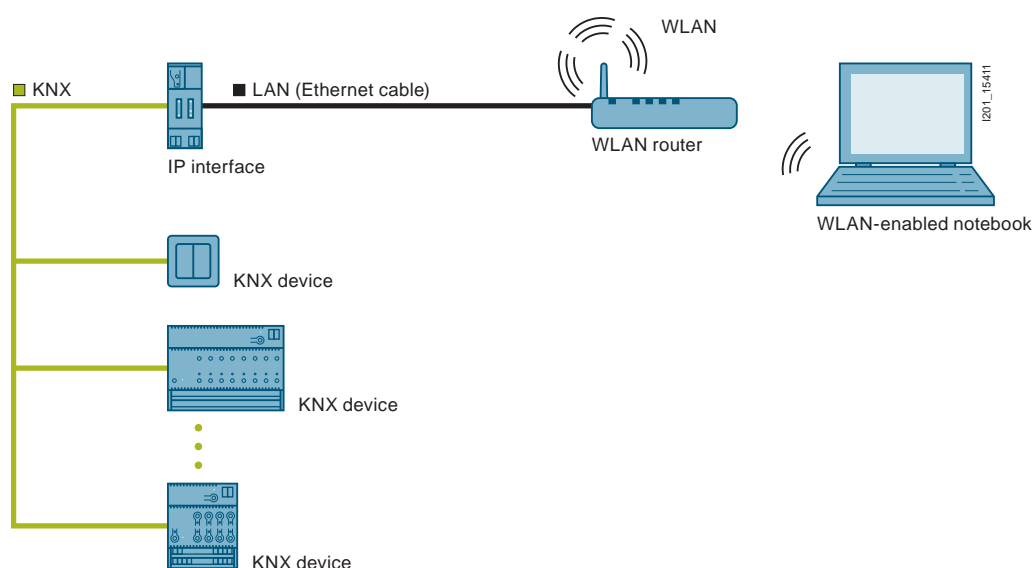 WLAN
KNX
LAN (Ethernet cable)
I201_15411
WLAN router
IP interface
WLAN-enabled notebook
KNX device
KNX device
KNX device